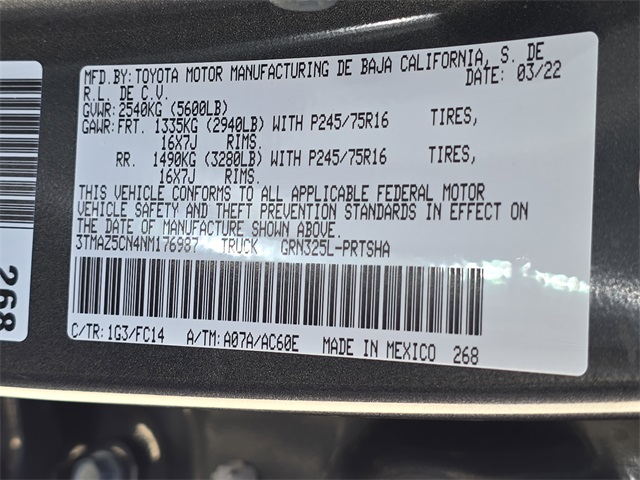 MFD.BY: TOYOTA MOTOR MANUFACTURING DE BAJA CALIFORNIA, S. DE
R.L. DE C.V. DATE: 03/22
GVWR: 2540KG (5600LB)
GAWR: FRT. 1335KG (2940LB) WITH P245/75R16 TIRES,
16X7J RIMS.
RR. 1490KG (3280LB) WITH P245/75R16 TIRES,
16X7J RIMS.
THIS VEHICLE CONFORMS TO ALL APPLICABLE FEDERAL MOTOR
VEHICLE SAFETY AND THEFT PREVENTION STANDARDS IN EFFECT ON
THE DATE OF MANUFACTURE SHOWN ABOVE.
3TMAZ5CN4NM176987 TRUCK GRN325L-PRTSHA
C/TR: 1G3/FC14 A/TM: A07A/AC60E MADE IN MEXICO 268
268